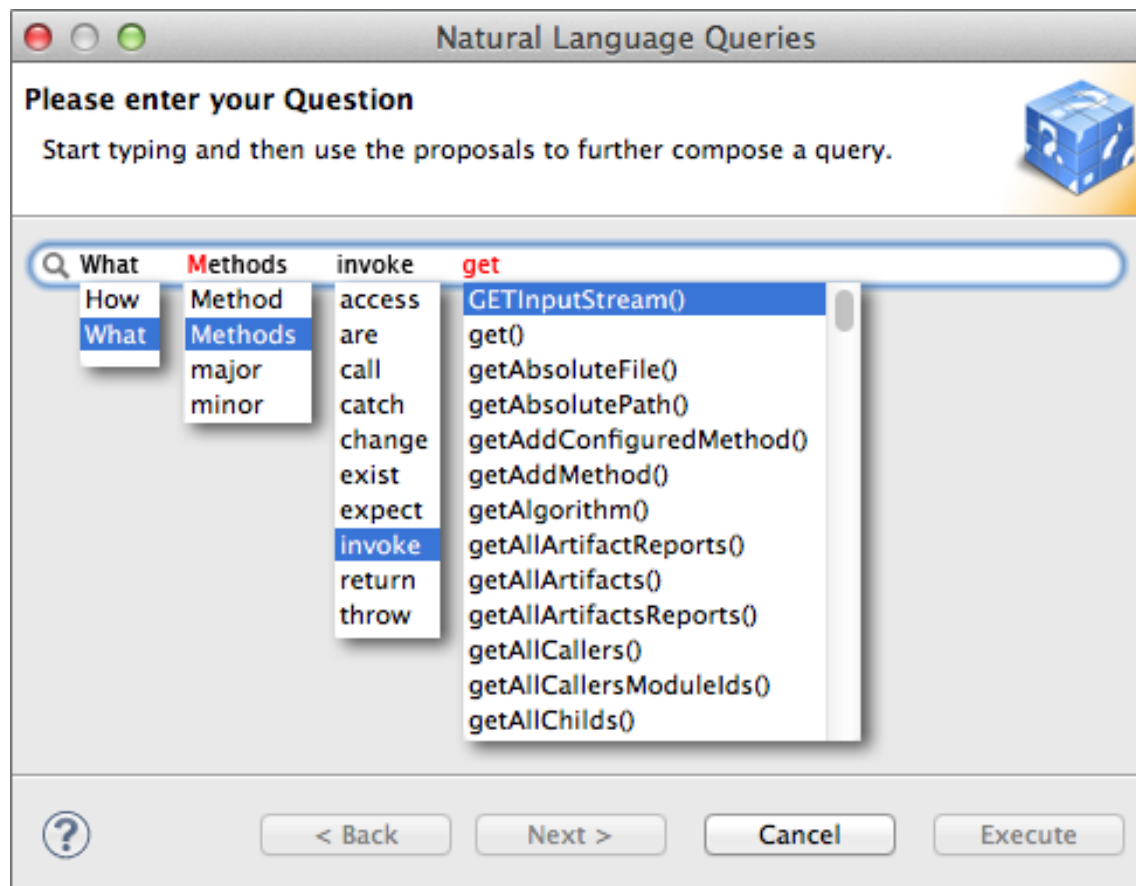 Natural Language Queries
Please enter your Question
Start typing and then use the proposals to further compose a query.
What Methods invoke get
How Method access GETInputStream()
What Methods are get()
major call getAbsoluteFile()
minor catch getAbsolutePath()
change getAddConfiguredMethod()
exist getAddMethod()
expect getAlgorithm()
invoke getAllArtifactReports()
return getAllArtifacts()
throw getAllArtifactsReports()
getAllCallers()
getAllCallersModuleIds()
getAllChilds()
? < Back Next > Cancel Execute